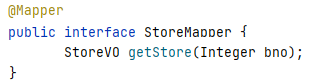 @Mapper
public interface StoreMapper {
    StoreVO getStore(Integer bno);
}